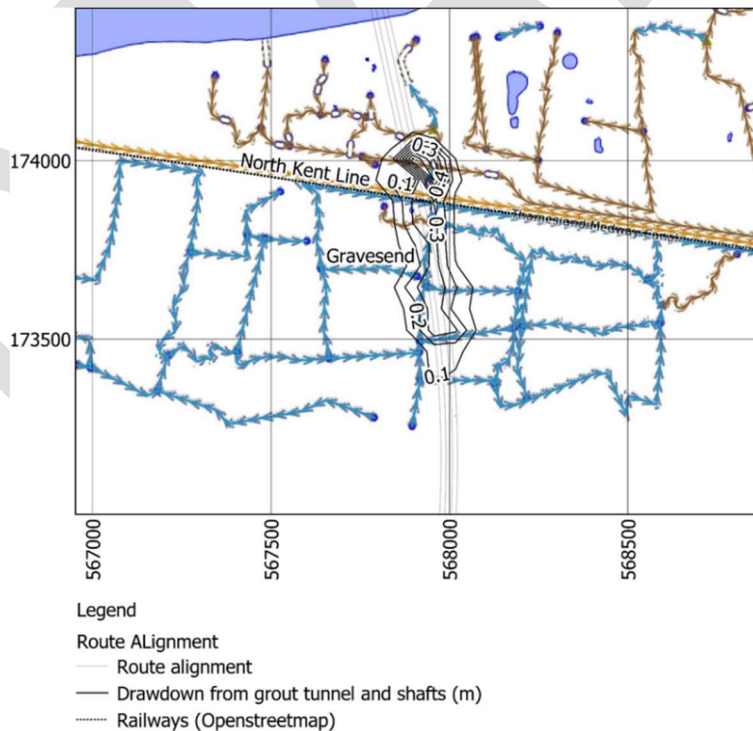 0.3
174000
North Kent Line
0.1
0.4
0.3
Gravesend
0.2
173500
0.1
567000
567500
568000
568500
Legend
Route ALignment
Route alignment
Drawdown from grout tunnel and shafts (m)
Railways (Openstreetmap)